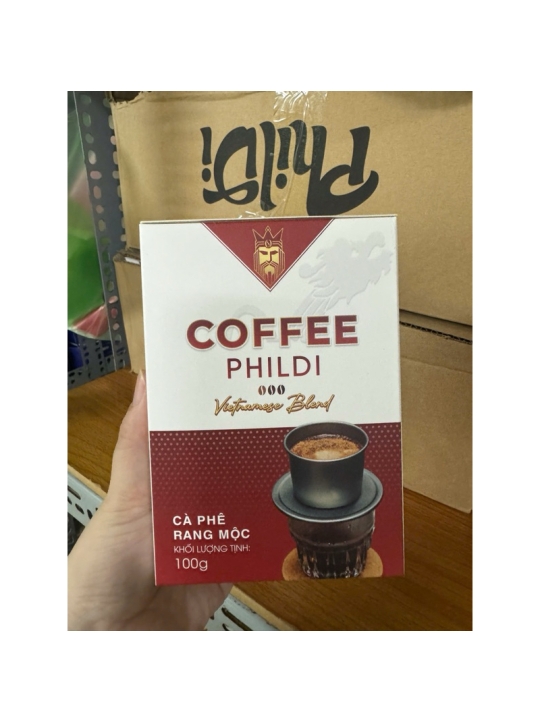 Phildi
COFFEE
PHILDI
Vietnamese Blend
CÀ PHÊ
RANG MỘC
KHỐI LƯỢNG TỊNH:
100g